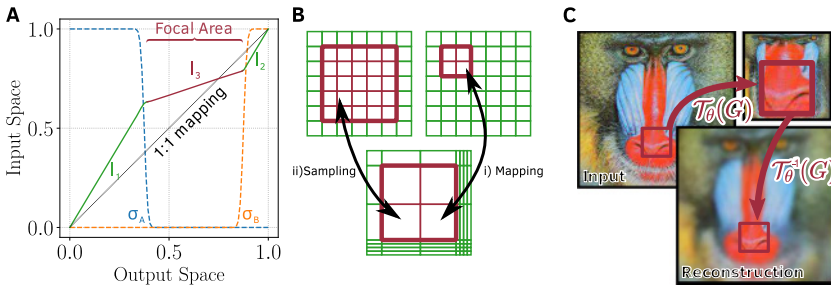 A
Focal Area
1.0
0.5
0.0
Input Space
l₁
l₂
l₃
1:1 mapping
σA
σB
0.0
0.5
1.0
Output Space
B
ii)Sampling
i) Mapping
C
Input
𝒯θ(G)
𝒯θ⁻¹(G)
Reconstruction